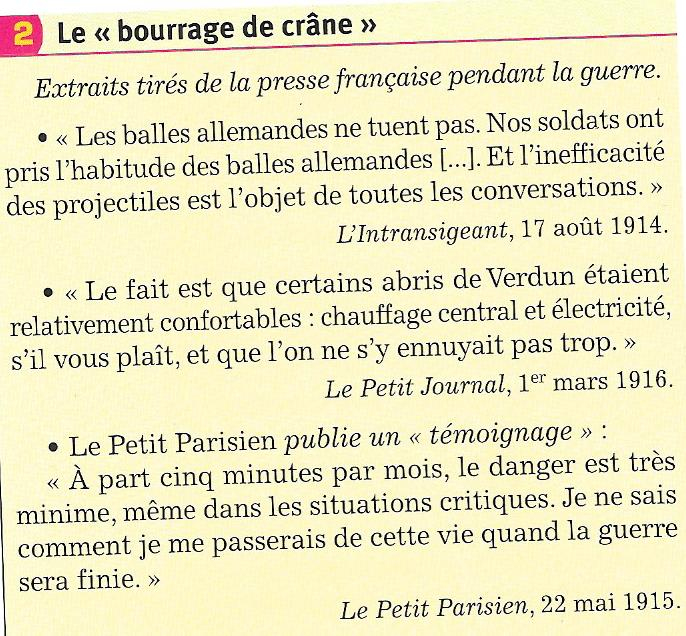 2 Le « bourrage de crâne »
Extraits tirés de la presse française pendant la guerre.
• « Les balles allemandes ne tuent pas. Nos soldats ont
pris l’habitude des balles allemandes [...]. Et l’inefficacité
des projectiles est l’objet de toutes les conversations. »
L’Intransigeant, 17 août 1914.
• « Le fait est que certains abris de Verdun étaient
relativement confortables : chauffage central et électricité,
s’il vous plaît, et que l’on ne s’y ennuyait pas trop. »
Le Petit Journal, 1er mars 1916.
• Le Petit Parisien publie un « témoignage » :
« À part cinq minutes par mois, le danger est très
minime, même dans les situations critiques. Je ne sais
comment je me passerais de cette vie quand la guerre
sera finie. »
Le Petit Parisien, 22 mai 1915.